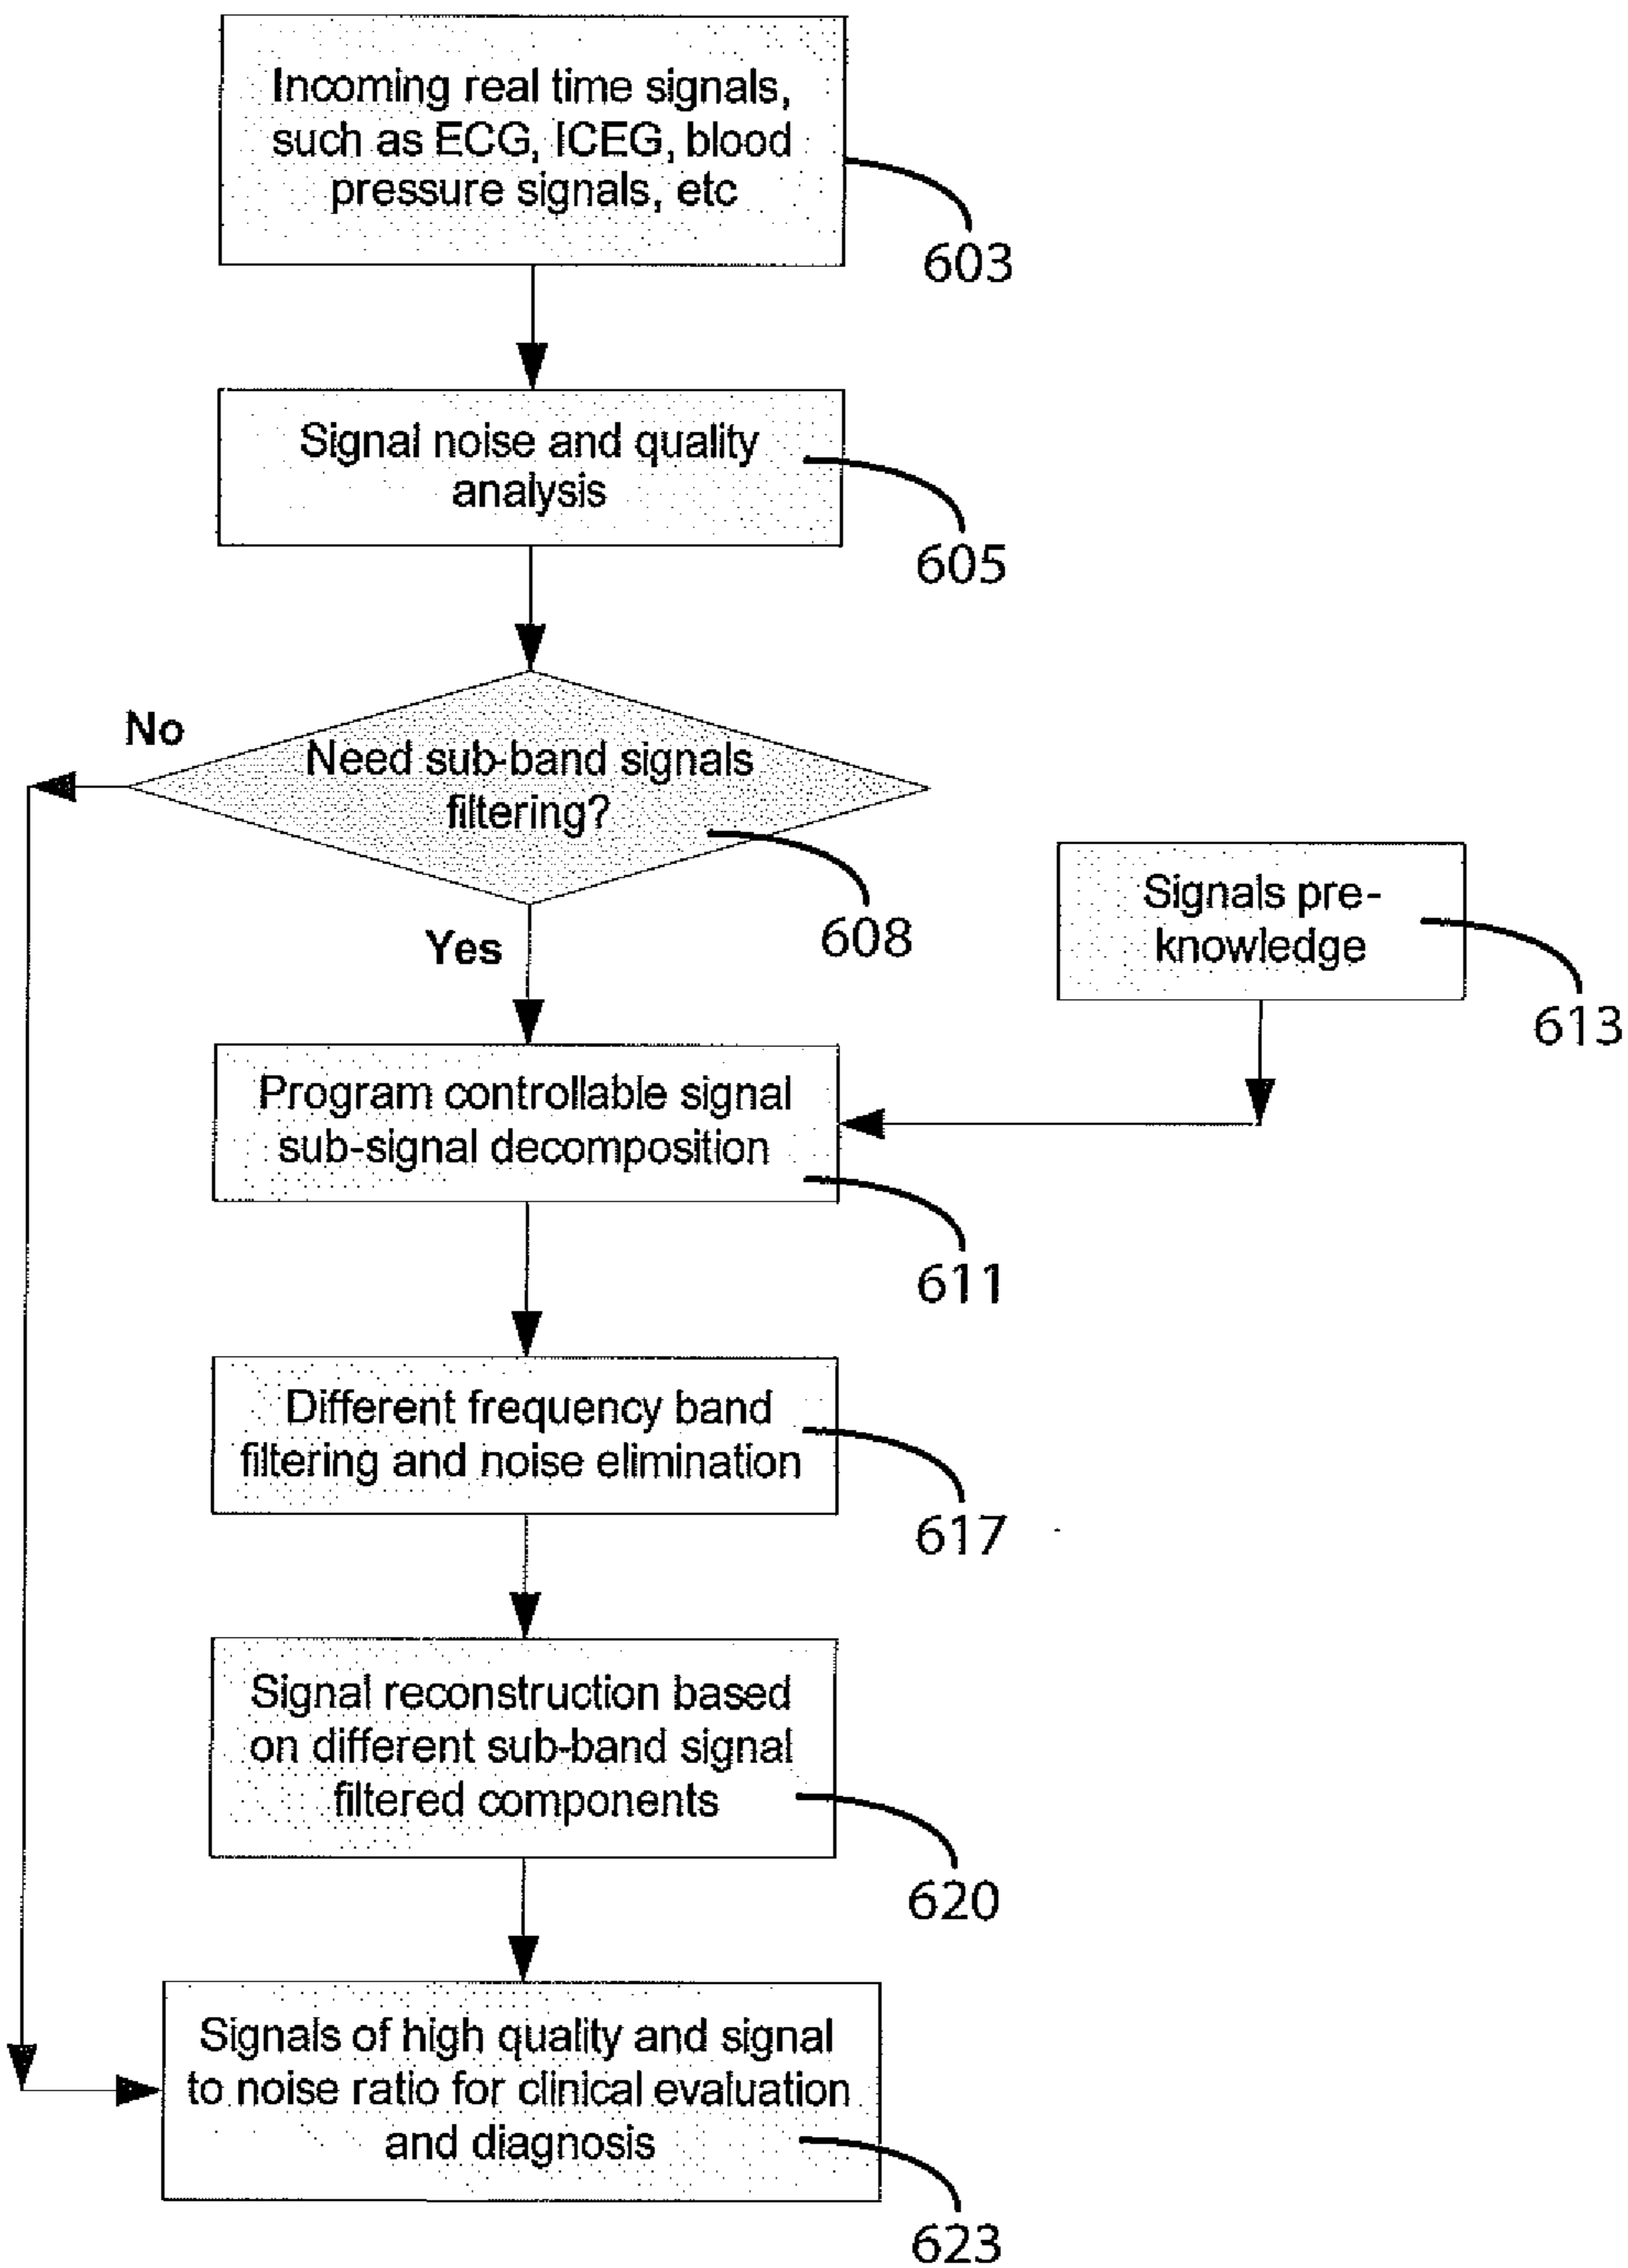 Incoming real time signals,
such as ECG, ICEG, blood
pressure signals, etc
603
Signal noise and quality
analysis
605
No
Need sub-band signals
filtering?
608
Yes
Signals pre-
knowledge
613
Program controllable signal
sub-signal decomposition
611
Different frequency band
filtering and noise elimination
617
Signal reconstruction based
on different sub-band signal
filtered components
620
Signals of high quality and signal
to noise ratio for clinical evaluation
and diagnosis
623